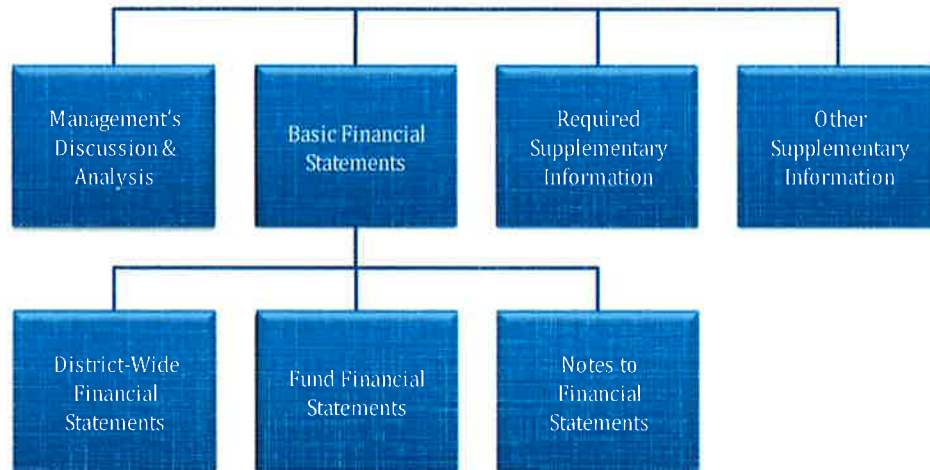 Management's
Discussion &
Analysis
Basic Financial
Statements
Required
Supplementary
Information
Other
Supplementary
Information
District-Wide
Financial
Statements
Fund Financial
Statements
Notes to
Financial
Statements